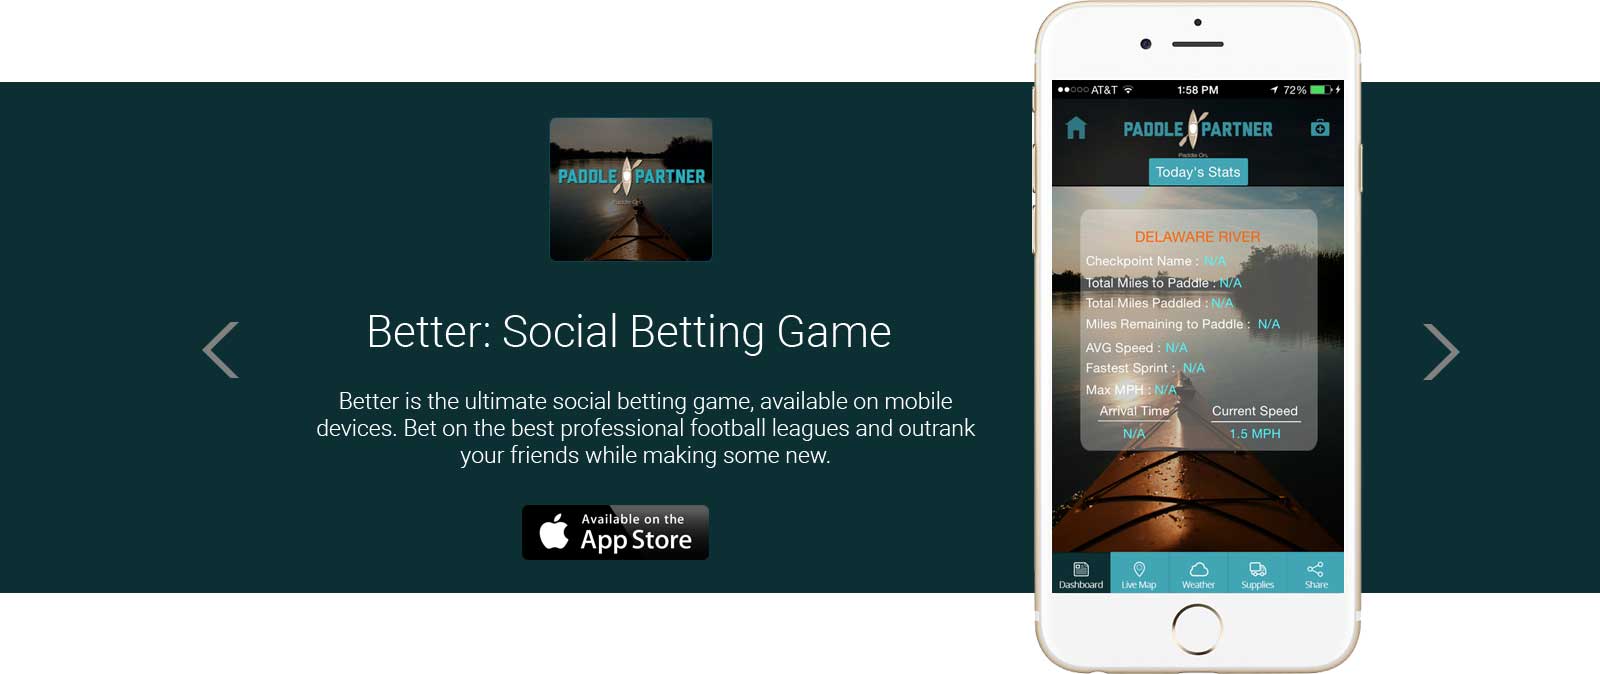 PADDLE PARTNER
Paddle On.
Better: Social Betting Game
Better is the ultimate social betting game, available on mobile
devices. Bet on the best professional football leagues and outrank
your friends while making some new.
Available on the
App Store
AT&T 1:58 PM 72%
PADDLE PARTNER
Paddle On.
Today's Stats
DELAWARE RIVER
Checkpoint Name : N/A
Total Miles to Paddle : N/A
Total Miles Paddled : N/A
Miles Remaining to Paddle : N/A
AVG Speed : N/A
Fastest Sprint : N/A
Max MPH : N/A
Arrival Time Current Speed
N/A 1.5 MPH
Dashboard Live Map Weather Supplies Share